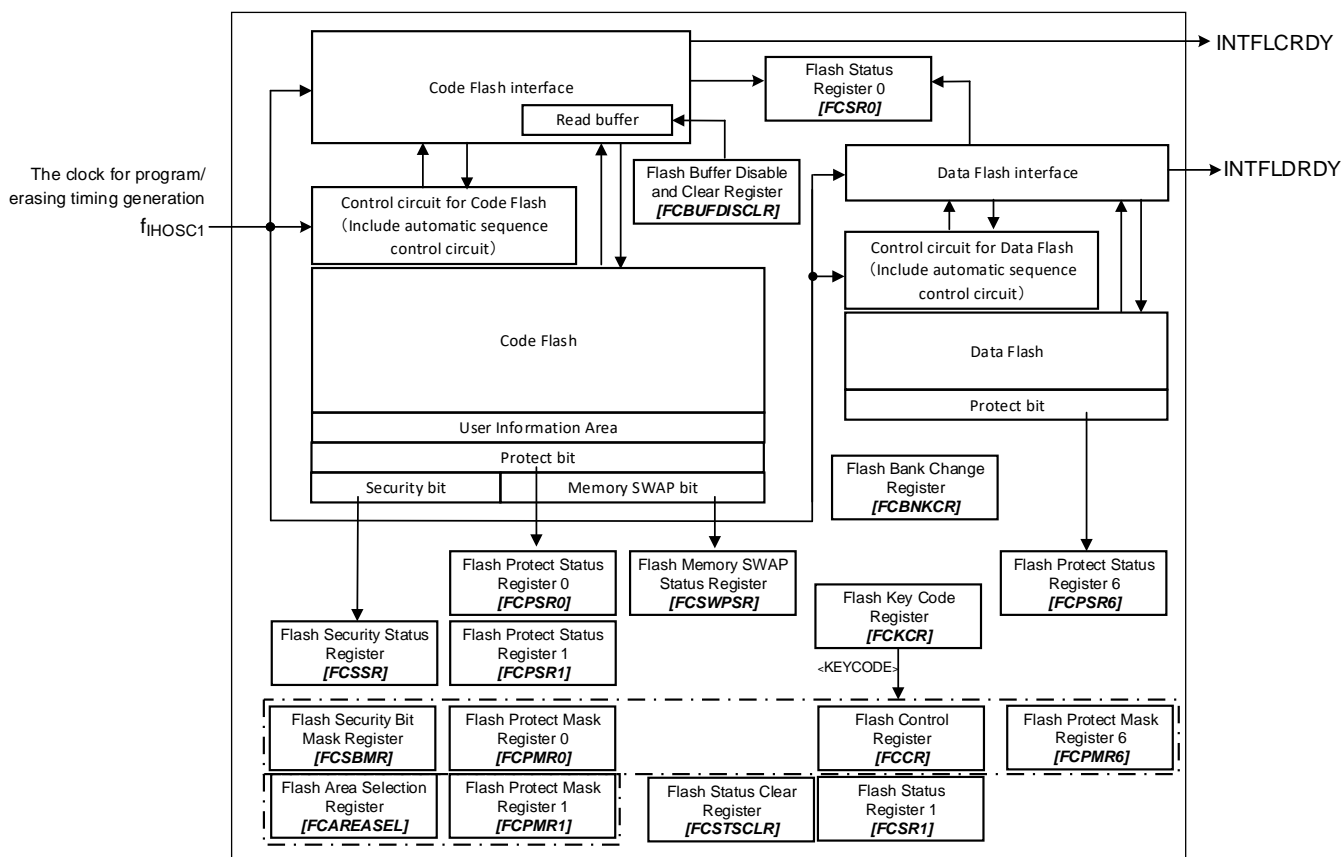 INTFLCRDY
Code Flash interface
Read buffer
Flash Status
Register 0
[FCSR0]
The clock for program/
erasing timing generation
fIHOSC1
Flash Buffer Disable
and Clear Register
[FCBUFDISCLR]
Data Flash interface
INTFLDRDY
Control circuit for Code Flash
（Include automatic sequence
control circuit）
Control circuit for Data Flash
（Include automatic sequence
control circuit）
Code Flash
Data Flash
Protect bit
User Information Area
Protect bit
Security bit
Memory SWAP bit
Flash Bank Change
Register
[FCBNKCR]
Flash Protect Status
Register 0
[FCPSR0]
Flash Memory SWAP
Status Register
[FCSWPSR]
Flash Protect Status
Register 6
[FCPSR6]
Flash Key Code
Register
[FCKCR]
Flash Security Status
Register
[FCSSR]
Flash Protect Status
Register 1
[FCPSR1]
<KEYCODE>
Flash Security Bit
Mask Register
[FCSBMR]
Flash Protect Mask
Register 0
[FCPMR0]
Flash Control
Register
[FCCR]
Flash Protect Mask
Register 6
[FCPMR6]
Flash Area Selection
Register
[FCAREASEL]
Flash Protect Mask
Register 1
[FCPMR1]
Flash Status Clear
Register
[FCSTSCLR]
Flash Status
Register 1
[FCSR1]